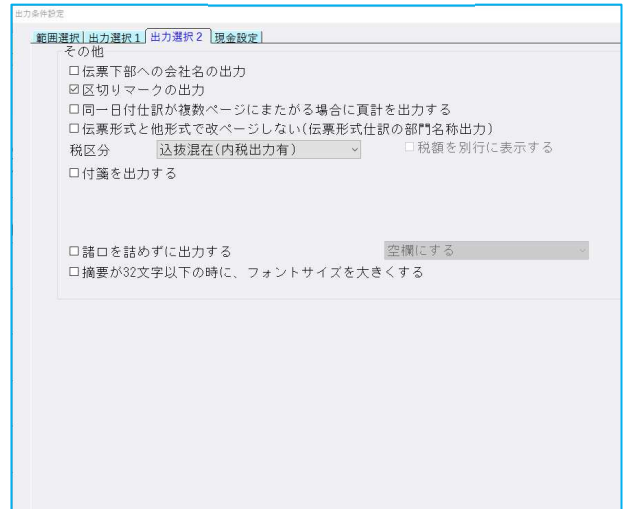 出力条件設定
範囲選択 出力選択1 出力選択2 現金設定
その他
伝票下部への会社名の出力
区切りマークの出力
同一日付仕訳が複数ページにまたがる場合に頁計を出力する
伝票形式と他形式で改ページしない(伝票形式仕訳の部門名称出力)
税区分 込抜混在(内税出力有) 税額を別行に表示する
付箋を出力する
諸口を詰めずに出力する 空欄にする
摘要が32文字以下の時に、フォントサイズを大きくする